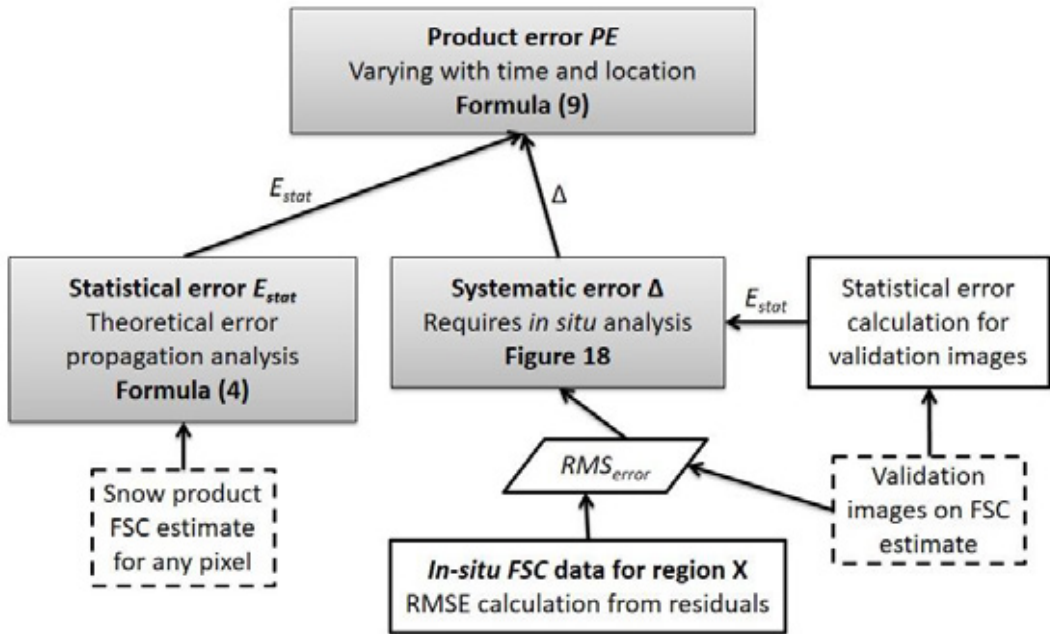 Product error PE
Varying with time and location
Formula (9)
E_stat
Δ
Statistical error E_stat
Theoretical error
propagation analysis
Formula (4)
Systematic error Δ
Requires in situ analysis
Figure 18
E_stat
Statistical error
calculation for
validation images
Snow product
FSC estimate
for any pixel
RMS_error
Validation
images on FSC
estimate
In-situ FSC data for region X
RMSE calculation from residuals